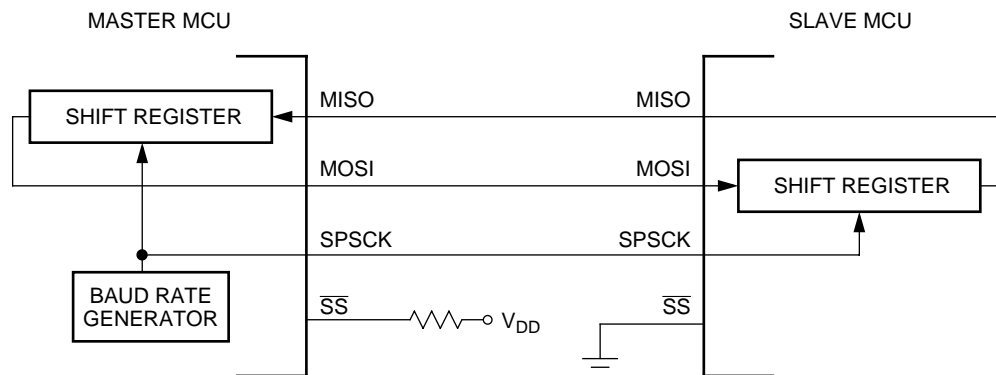 MASTER MCU
SLAVE MCU
SHIFT REGISTER
MISO
MISO
MOSI
MOSI
SHIFT REGISTER
SPSCK
SPSCK
BAUD RATE
GENERATOR
SS
VDD
SS